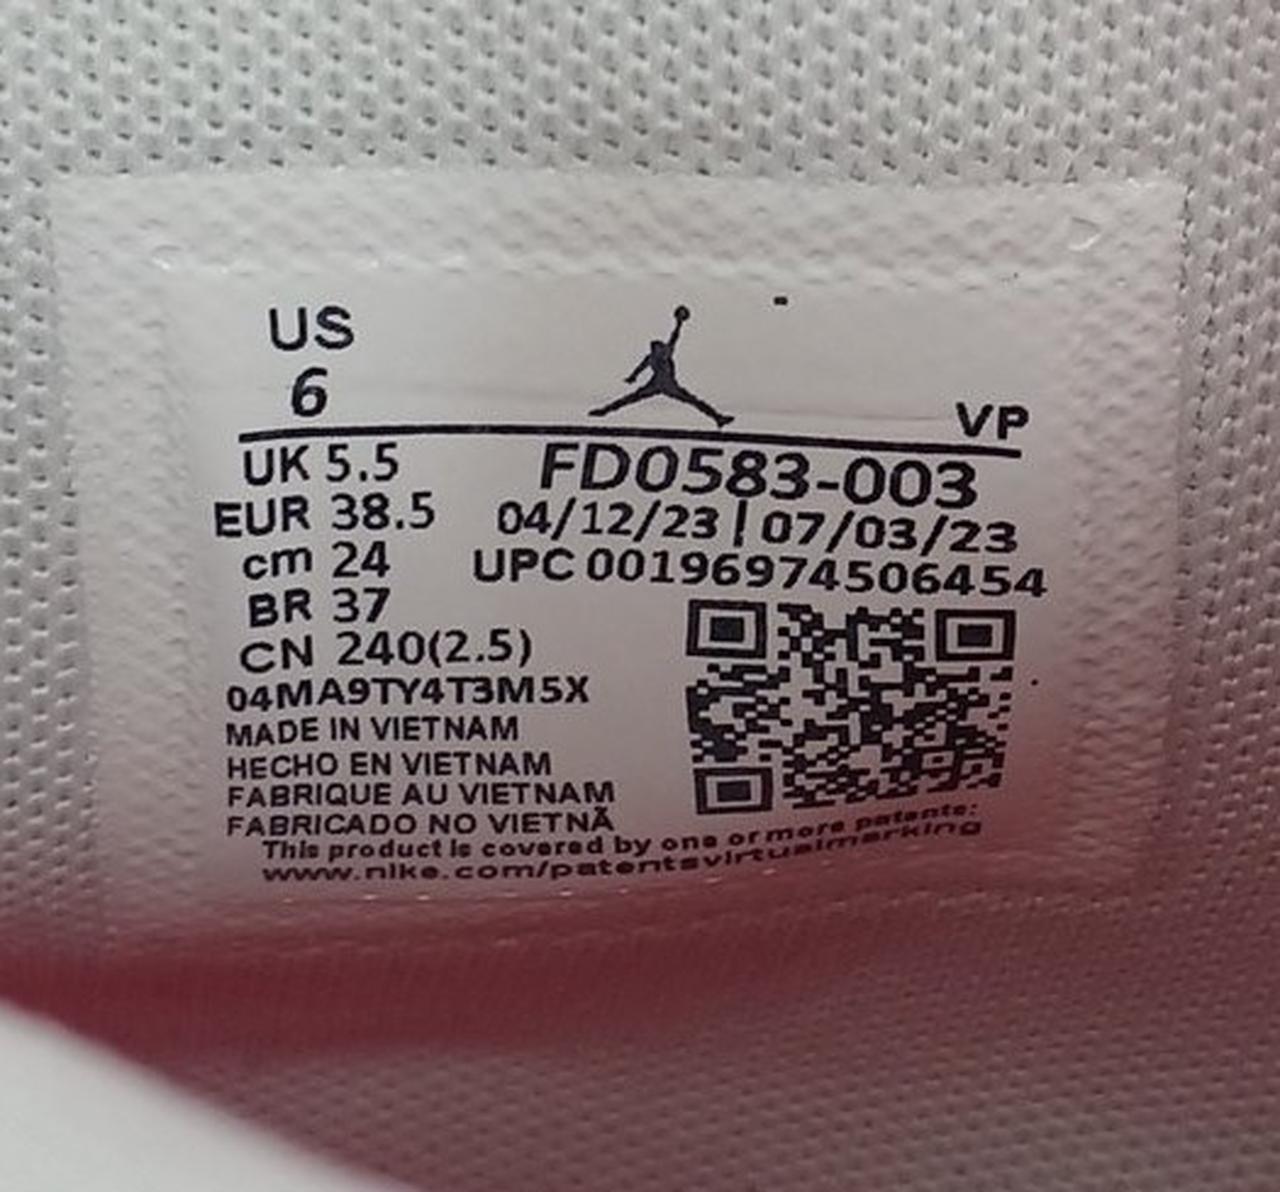 US
6
VP
UK 5.5
EUR 38.5
cm 24
BR 37
CN 240(2.5)
FD0583-003
04/12/23 | 07/03/23
UPC 00196974506454
04MA9TY4T3M5X
MADE IN VIETNAM
HECHO EN VIETNAM
FABRIQUE AU VIETNAM
FABRICADO NO VIETNÃ
This product is covered by one or more patents:
www.nike.com/patentsvirtualmarking